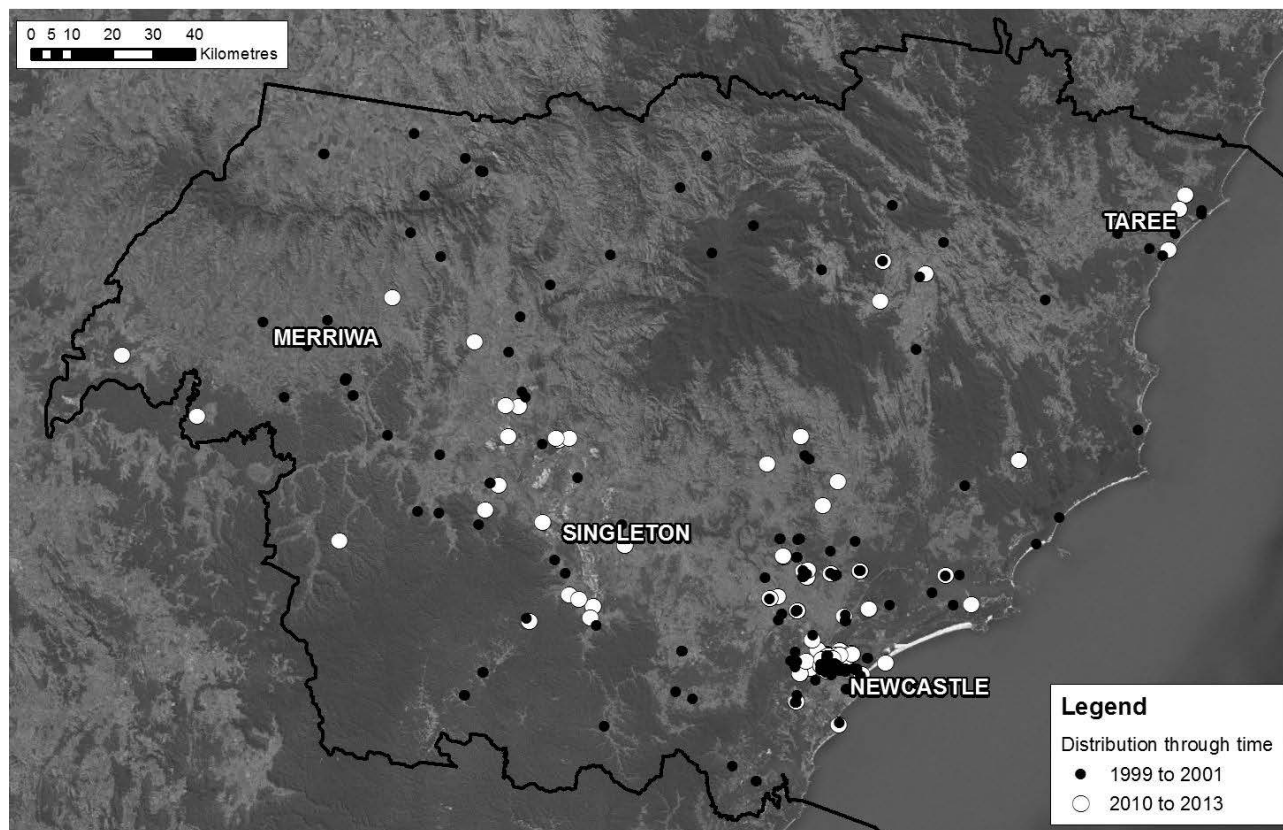 0 5 10 20 30 40
Kilometres
TAREE
MERRIWA
SINGLETON
NEWCASTLE
Legend
Distribution through time
1999 to 2001
2010 to 2013